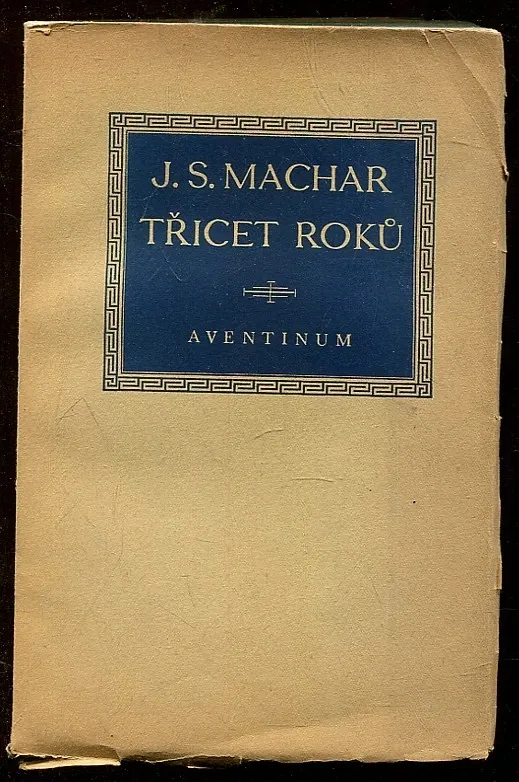 J. S. MACHAR
TŘICET ROKŮ
AVENTINUM